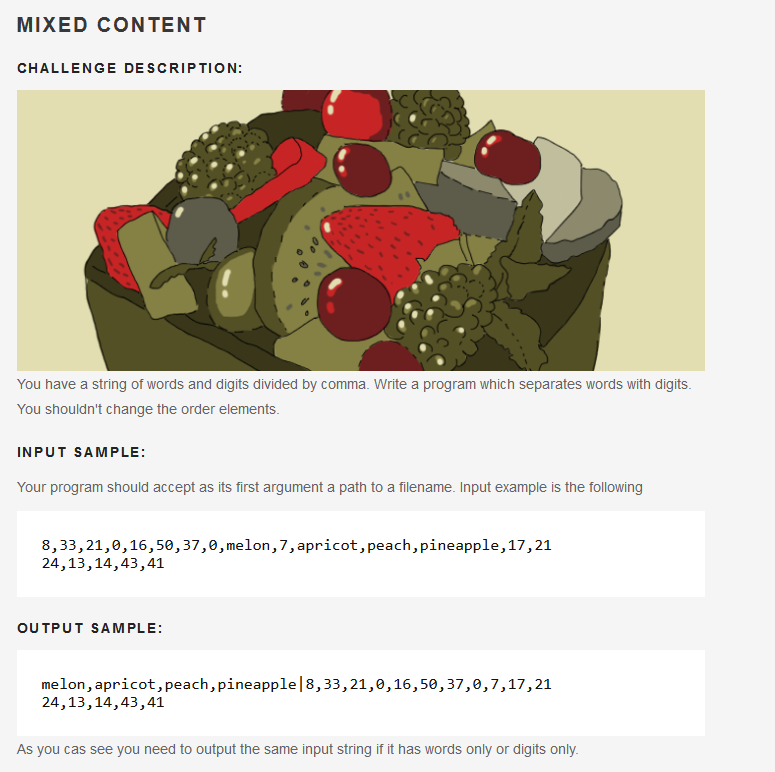 MIXED CONTENT
CHALLENGE DESCRIPTION:
You have a string of words and digits divided by comma. Write a program which separates words with digits.
You shouldn't change the order elements.
INPUT SAMPLE:
Your program should accept as its first argument a path to a filename. Input example is the following
8,33,21,0,16,50,37,0,melon,7,apricot,peach,pineapple,17,21
24,13,14,43,41
OUTPUT SAMPLE:
melon,apricot,peach,pineapple|8,33,21,0,16,50,37,0,7,17,21
24,13,14,43,41
As you cas see you need to output the same input string if it has words only or digits only.